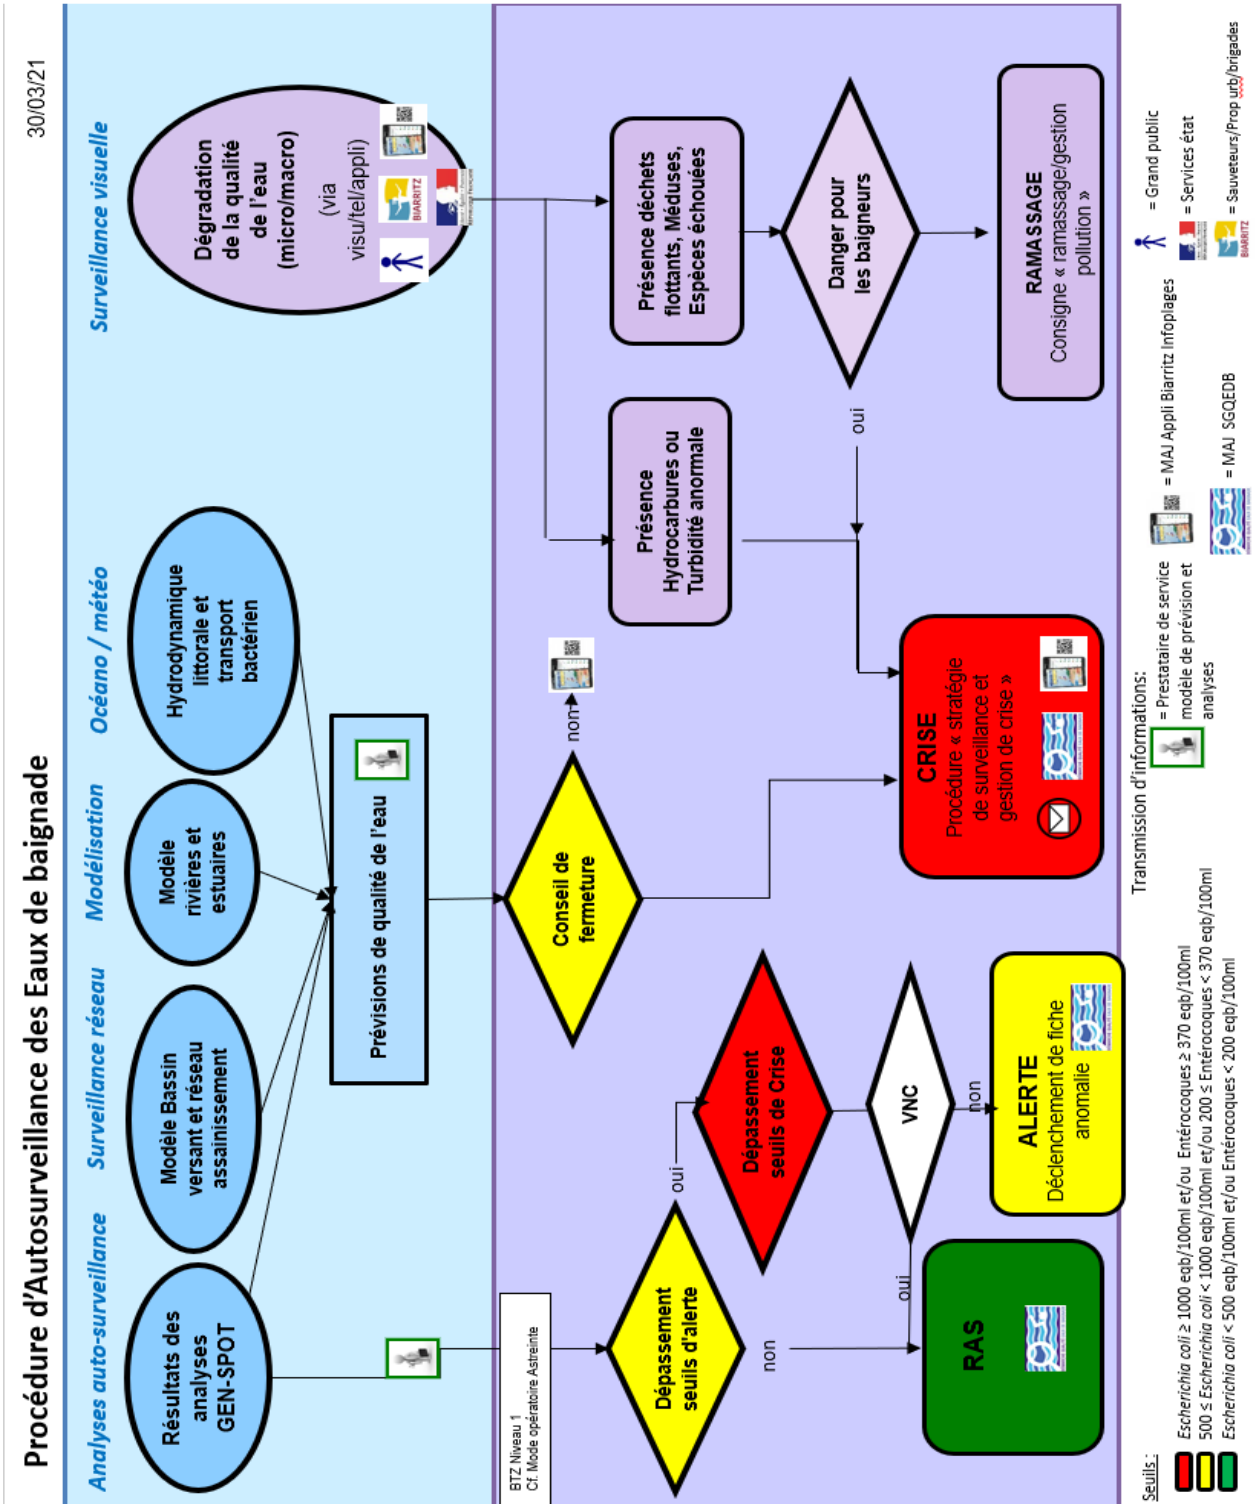 Procédure d'Autosurveillance des Eaux de baignade
30/03/21
Analyses auto-surveillance
Surveillance réseau
Modélisation
Océano / météo
Surveillance visuelle
Résultats des
analyses
GEN-SPOT
Modèle Bassin
versant et réseau
assainissement
Modèle
rivières et
estuaires
Hydrodynamique
littorale et
transport
bactérien
Dégradation
de la qualité
de l'eau
(micro/macro)
(via
visu/tel/appli)
BIARRITZ
Prévisions de qualité de l'eau
BTZ Niveau 1
Cf. Mode opératoire Astreinte
Conseil de
fermeture
non
Présence
Hydrocarbures ou
Turbidité anormale
Présence déchets
flottants, Méduses,
Espèces échouées
Dépassement
seuils d'alerte
oui
non
Dépassement
seuils de Crise
Danger pour
les baigneurs
oui
VNC
oui
non
RAS
ALERTE
Déclenchement de fiche
anomalie
CRISE
Procédure « stratégie
de surveillance et
gestion de crise »
RAMASSAGE
Consigne « ramassage/gestion
pollution »
Seuils :
Escherichia coli ≥ 1000 eqb/100ml et/ou Entérocoques ≥ 370 eqb/100ml
500 ≤ Escherichia coli < 1000 eqb/100ml et/ou 200 ≤ Entérocoques < 370 eqb/100ml
Escherichia coli < 500 eqb/100ml et/ou Entérocoques < 200 eqb/100ml
Transmission d'informations:
= Prestataire de service
modèle de prévision et
analyses
= MAJ Appli Biarritz Infoplages
= MAJ SGQEDB
= Grand public
= Services état
BIARRITZ
= Sauveteurs/Prop urb/brigades